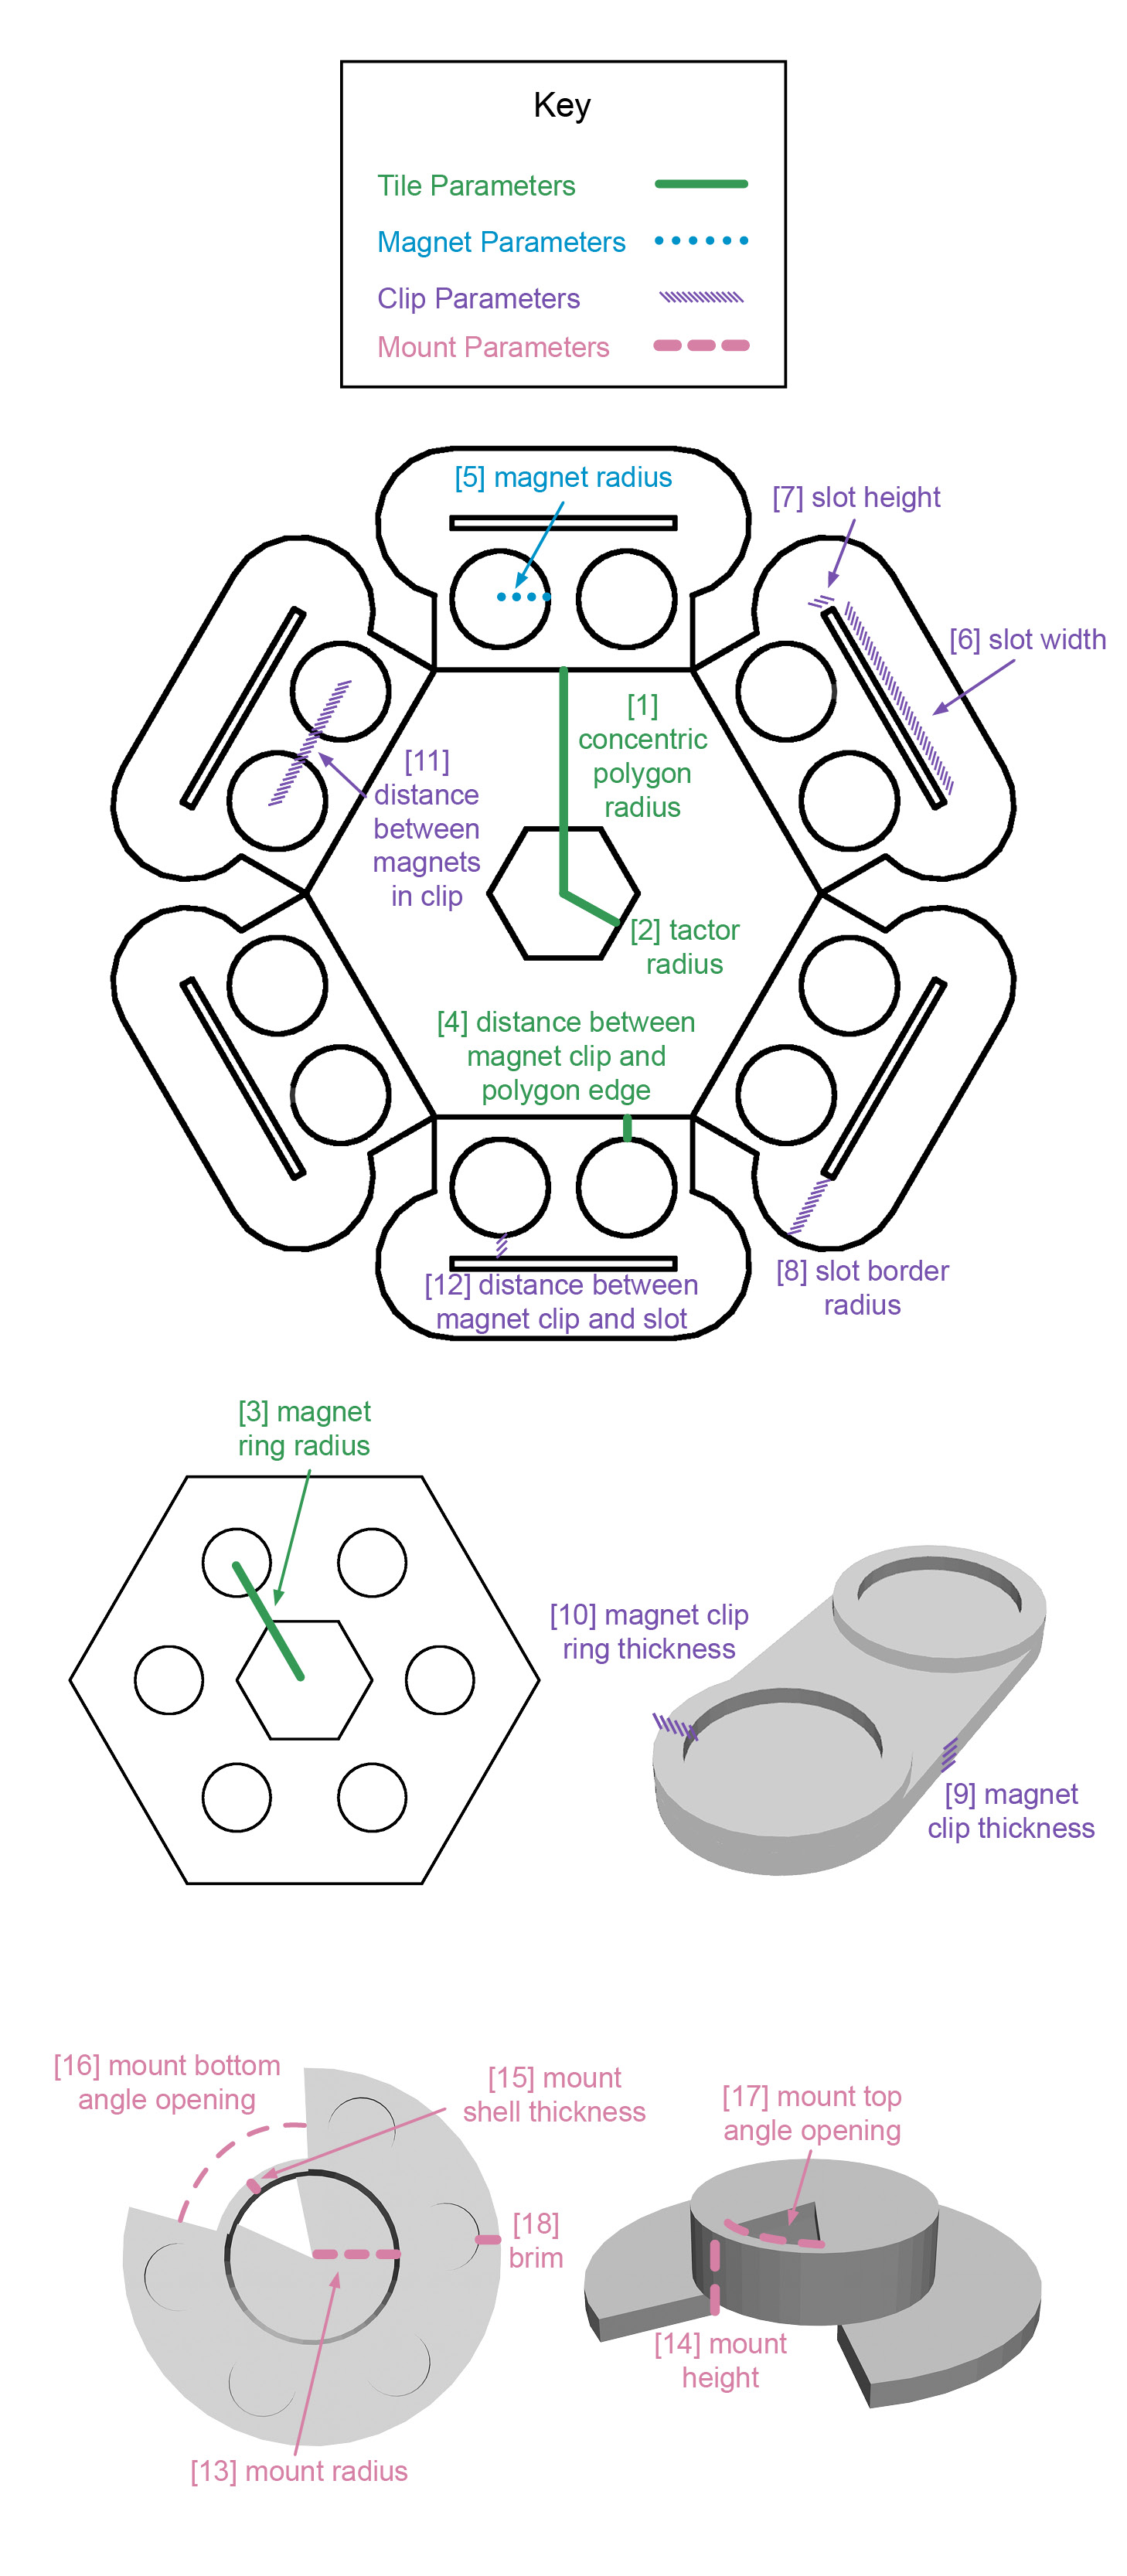 Key
Tile Parameters
Magnet Parameters
Clip Parameters
Mount Parameters
[5] magnet radius
[7] slot height
[6] slot width
[1]
concentric
polygon
radius
[11]
distance
between
magnets
in clip
[2] tactor
radius
[4] distance between
magnet clip and
polygon edge
[12] distance between
magnet clip and slot
[8] slot border
radius
[3] magnet
ring radius
[10] magnet clip
ring thickness
[9] magnet
clip thickness
[16] mount bottom
angle opening
[15] mount
shell thickness
[17] mount top
angle opening
[18]
brim
[14] mount
height
[13] mount radius